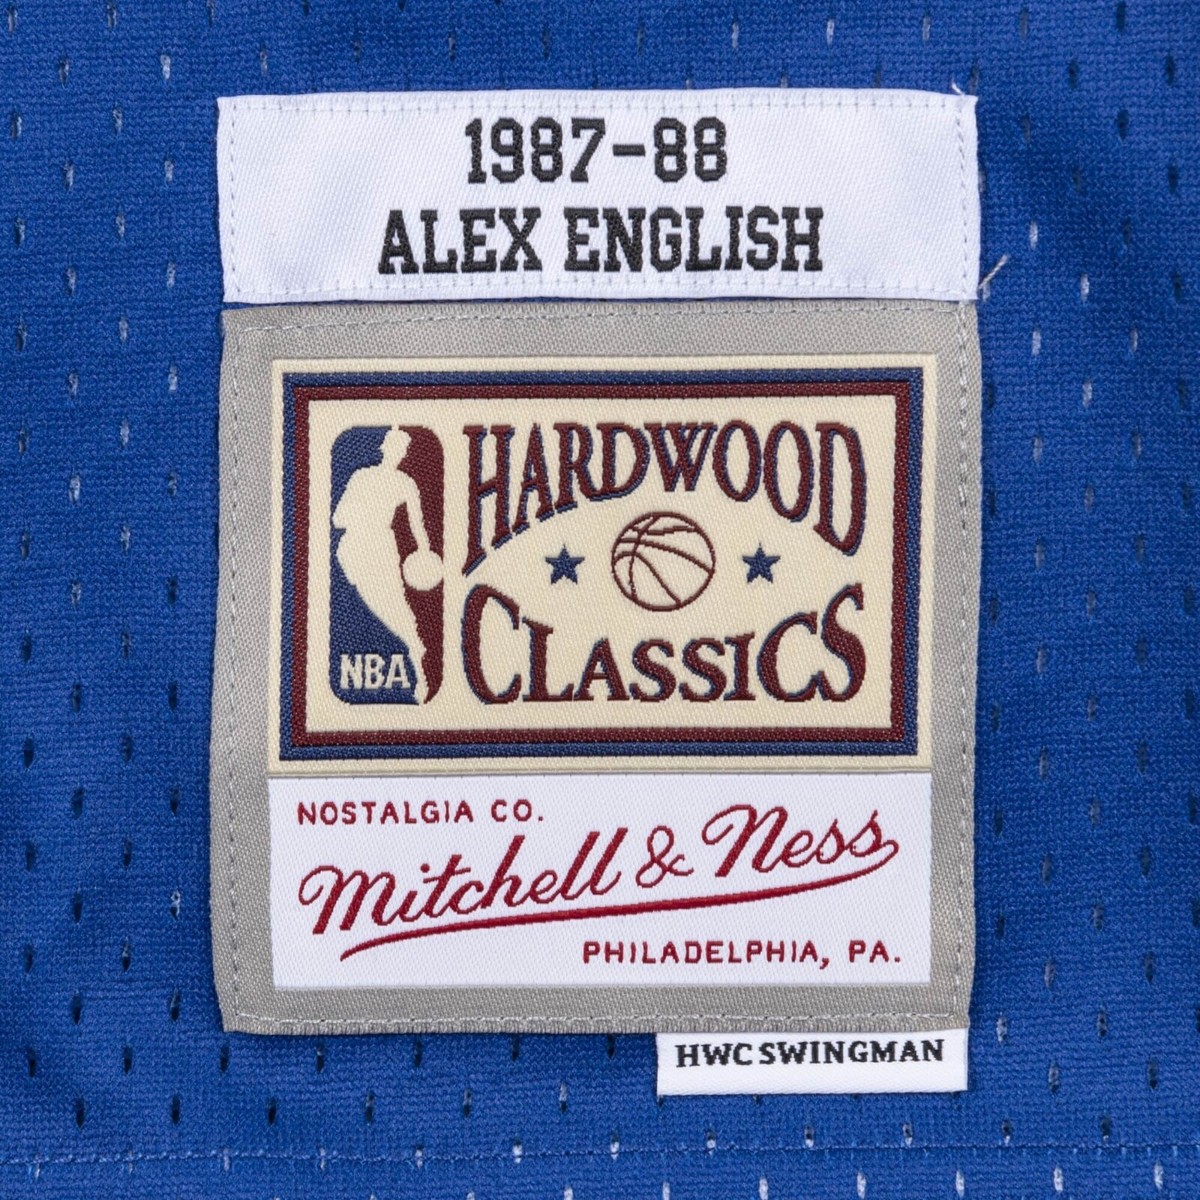 1987-88
ALEX ENGLISH
HARDWOOD
CLASSICS
NBA
NOSTALGIA CO.
Mitchell & Ness
PHILADELPHIA, PA.
HWC SWINGMAN